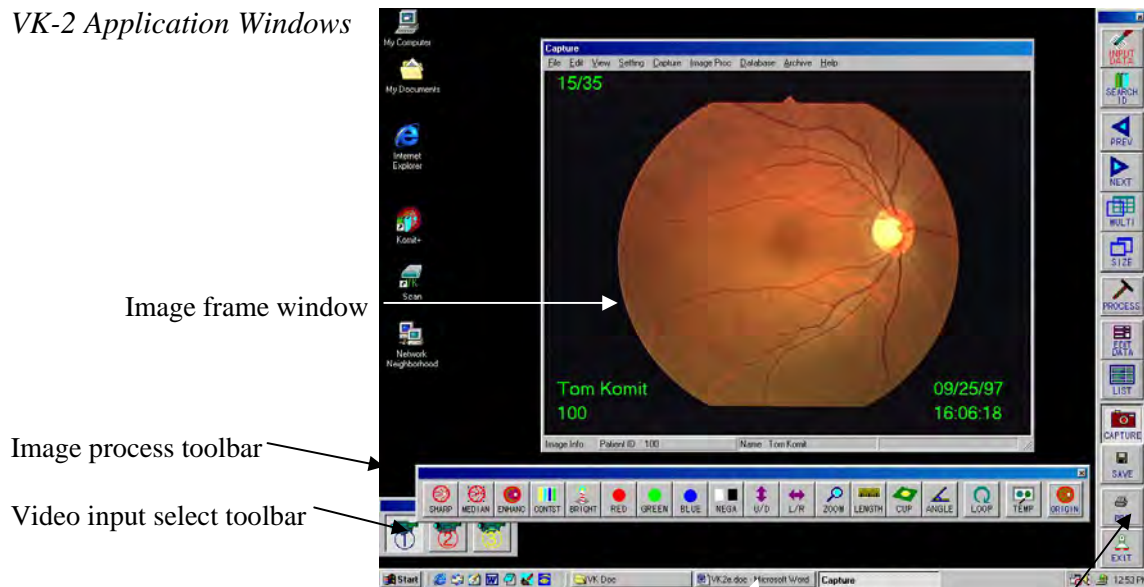 VK-2 Application Windows
My Computer
My Documents
Internet
Explorer
Komit+
Scan
Network
Neighborhood
Capture
File Edit View Setting Capture Image Proc Database Archive Help
15/35
Tom Komit
100
09/25/97
16:06:18
Image Info Patient ID : 100 Name : Tom Komit
Image frame window
Image process toolbar
Video input select toolbar
SHARP MEDIAN ENHANC CONTST BRIGHT RED GREEN BLUE NEGA U/D L/R ZOOM LENGTH CUP ANGLE LOOP TEMP ORIGIN
1 2 3
INPUT
DATA
SEARCH
ID
PREV
NEXT
MULTI
SIZE
PROCESS
EDIT
DATA
LIST
CAPTURE
SAVE
EXIT
Start VK Doc VK2e.doc - Microsoft Word Capture